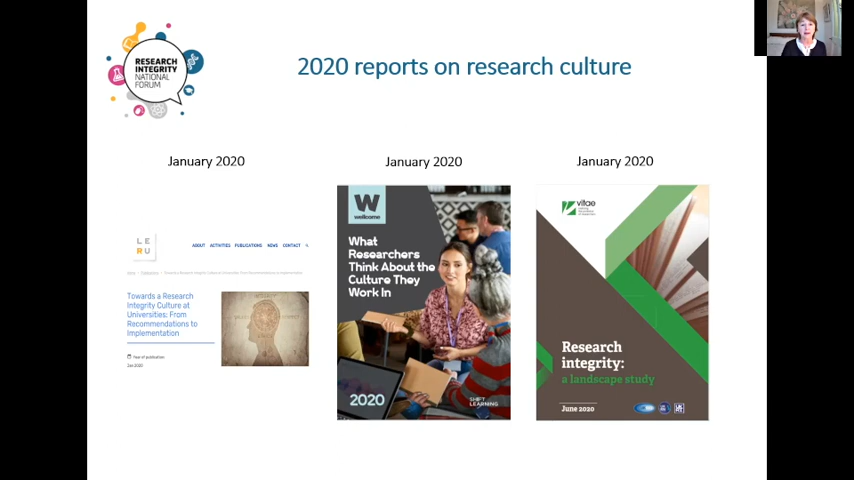 RESEARCH
INTEGRITY
NATIONAL
FORUM
2020 reports on research culture
January 2020
January 2020
January 2020
L E
R U
ABOUT ACTIVITIES PUBLICATIONS NEWS CONTACT
Towards a Research
Integrity Culture at
Universities: From
Recommendations to
Implementation
Year of publication
Jan 2020
W
wellcome
What
Researchers
Think About the
Culture They
Work In
2020
SHIFT
LEARNING
vitae
Research
integrity:
a landscape study
June 2020